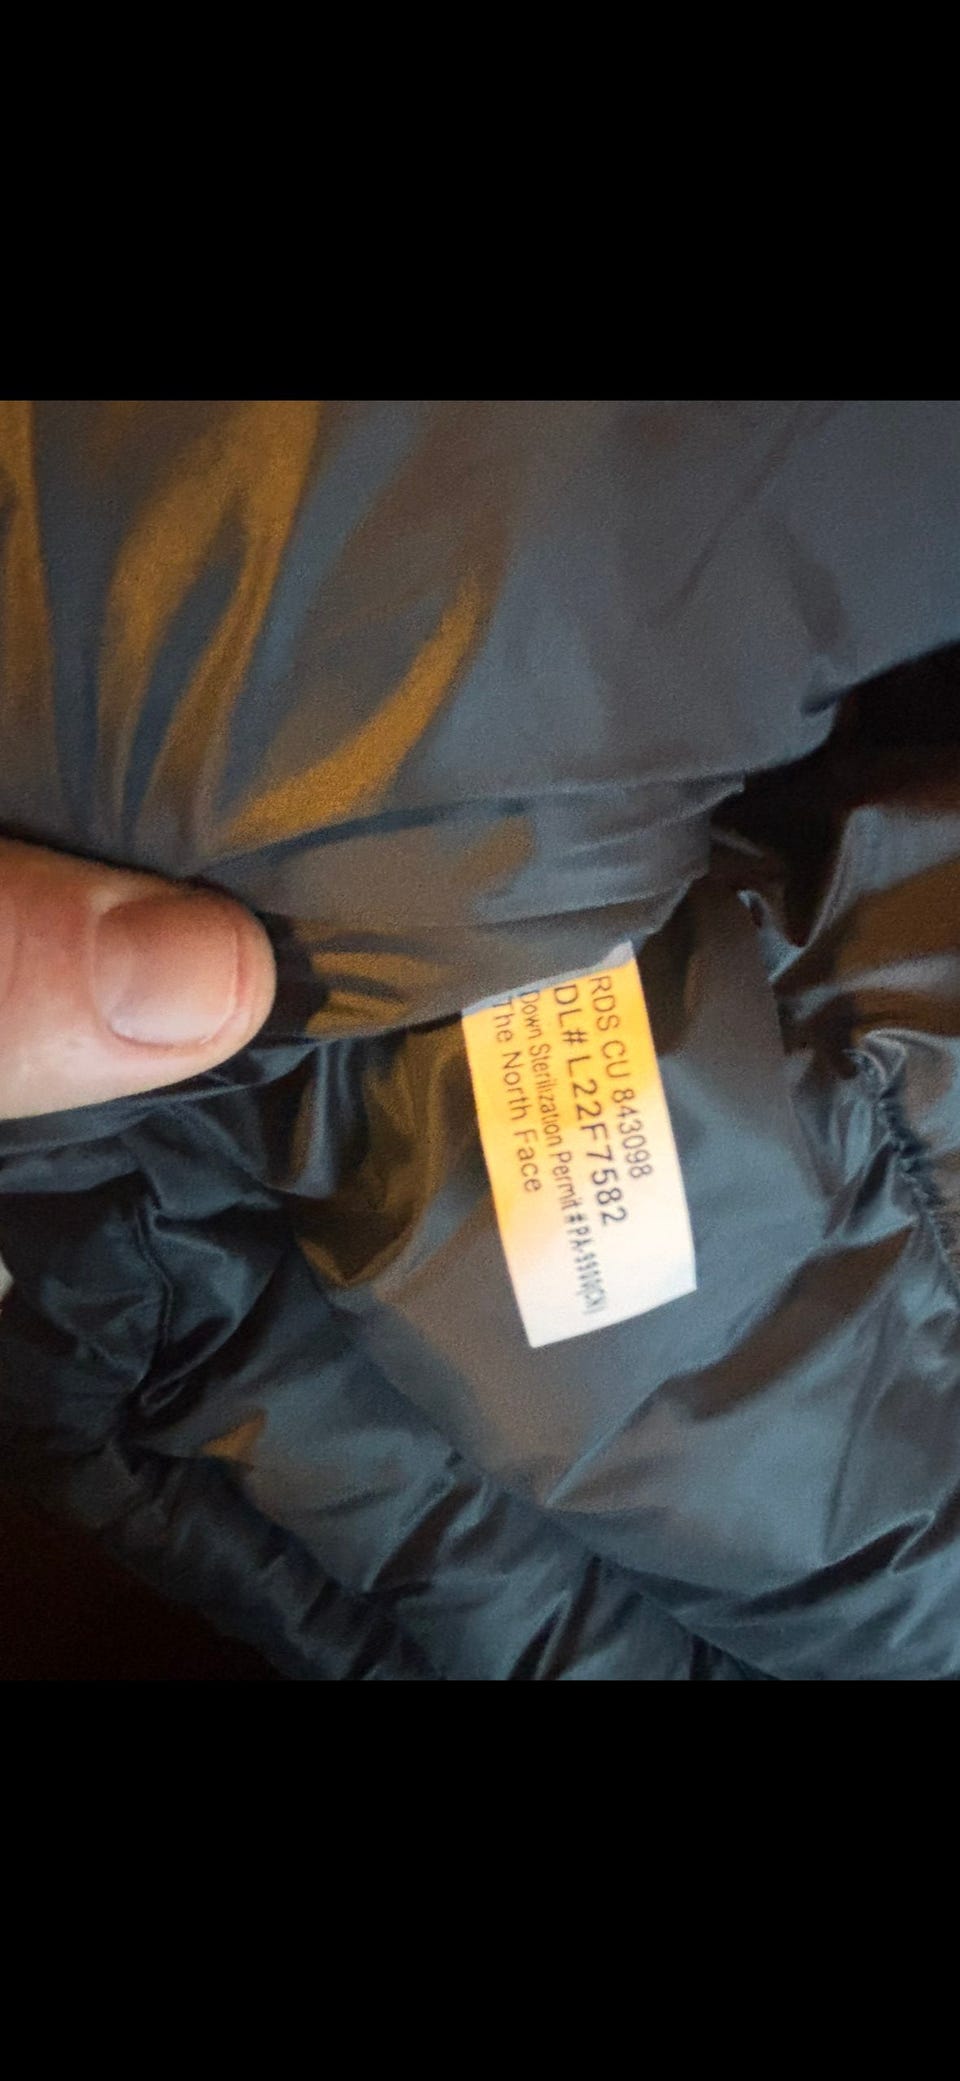 RDS CU 843098
DL# L22F7582
Down Sterilization Permit
The North Face